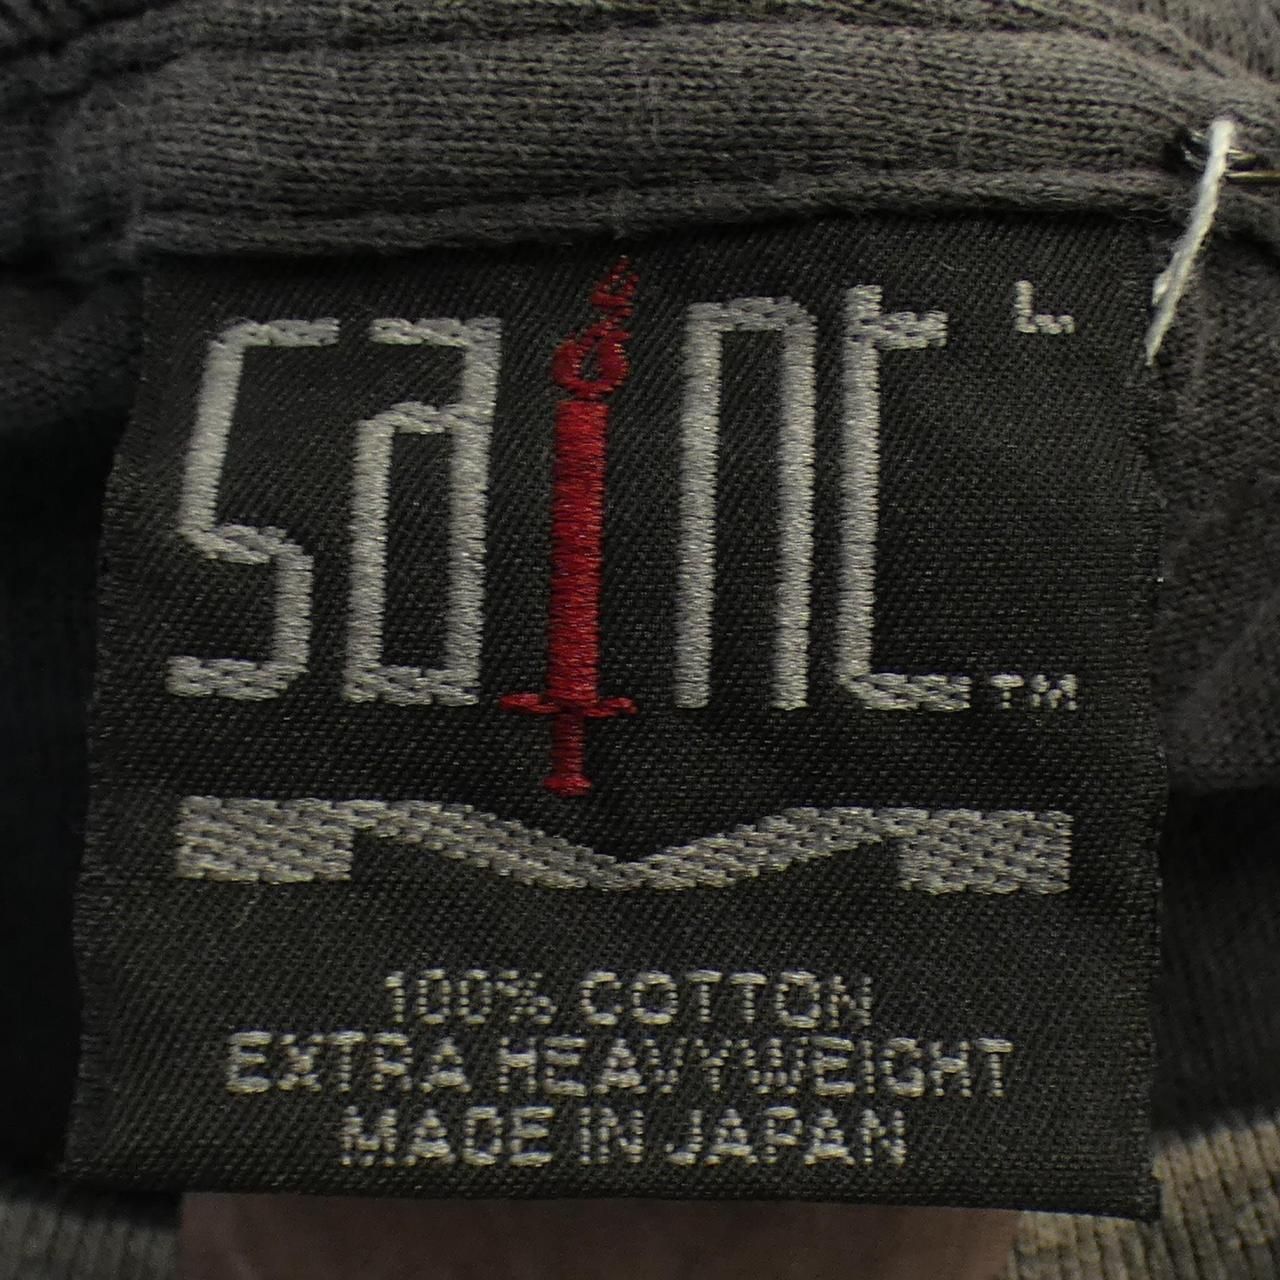 saint L
TM
100% COTTON
EXTRA HEAVYWEIGHT
MADE IN JAPAN